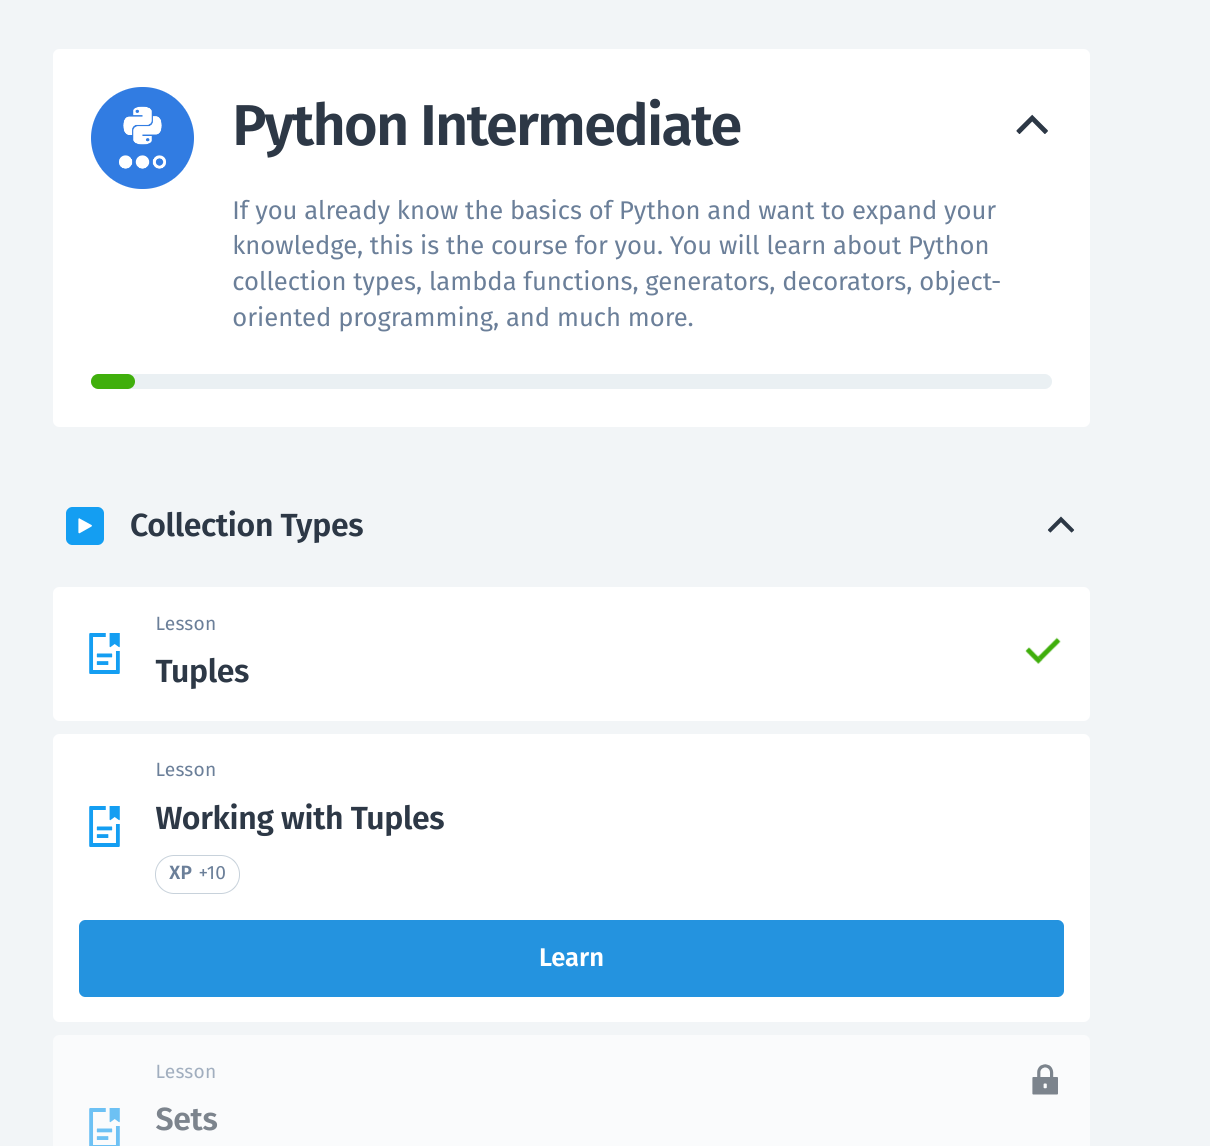 Python Intermediate
If you already know the basics of Python and want to expand your
knowledge, this is the course for you. You will learn about Python
collection types, lambda functions, generators, decorators, object-
oriented programming, and much more.
Collection Types
Lesson
Tuples
Lesson
Working with Tuples
XP +10
Learn
Lesson
Sets